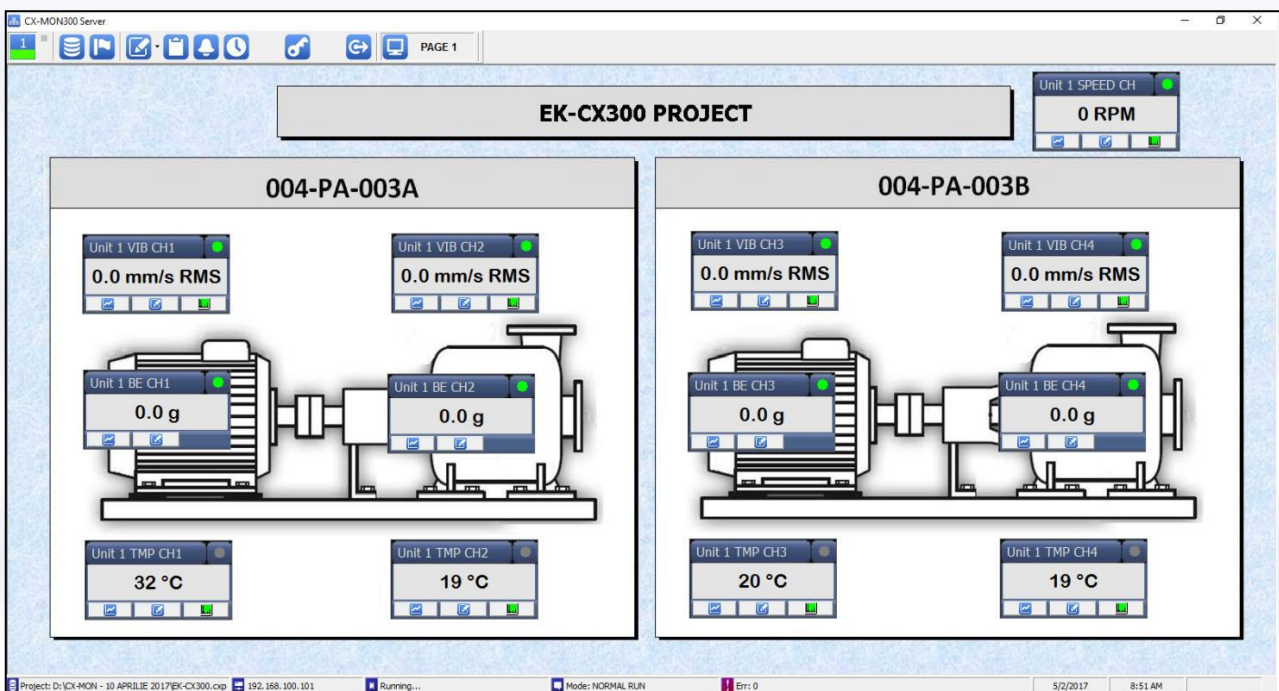 CX-MON300 Server
1
PAGE 1
EK-CX300 PROJECT
Unit 1 SPEED CH
0 RPM
004-PA-003A
Unit 1 VIB CH1
0.0 mm/s RMS
Unit 1 VIB CH2
0.0 mm/s RMS
Unit 1 BE CH1
0.0 g
Unit 1 BE CH2
0.0 g
Unit 1 TMP CH1
32 °C
Unit 1 TMP CH2
19 °C
004-PA-003B
Unit 1 VIB CH3
0.0 mm/s RMS
Unit 1 VIB CH4
0.0 mm/s RMS
Unit 1 BE CH3
0.0 g
Unit 1 BE CH4
0.0 g
Unit 1 TMP CH3
20 °C
Unit 1 TMP CH4
19 °C
Project: D:\CX-MON - 10 APRILIE 2017\EK-CX300.cxp
192.168.100.101
Running...
Mode: NORMAL RUN
Err: 0
5/2/2017
8:51 AM